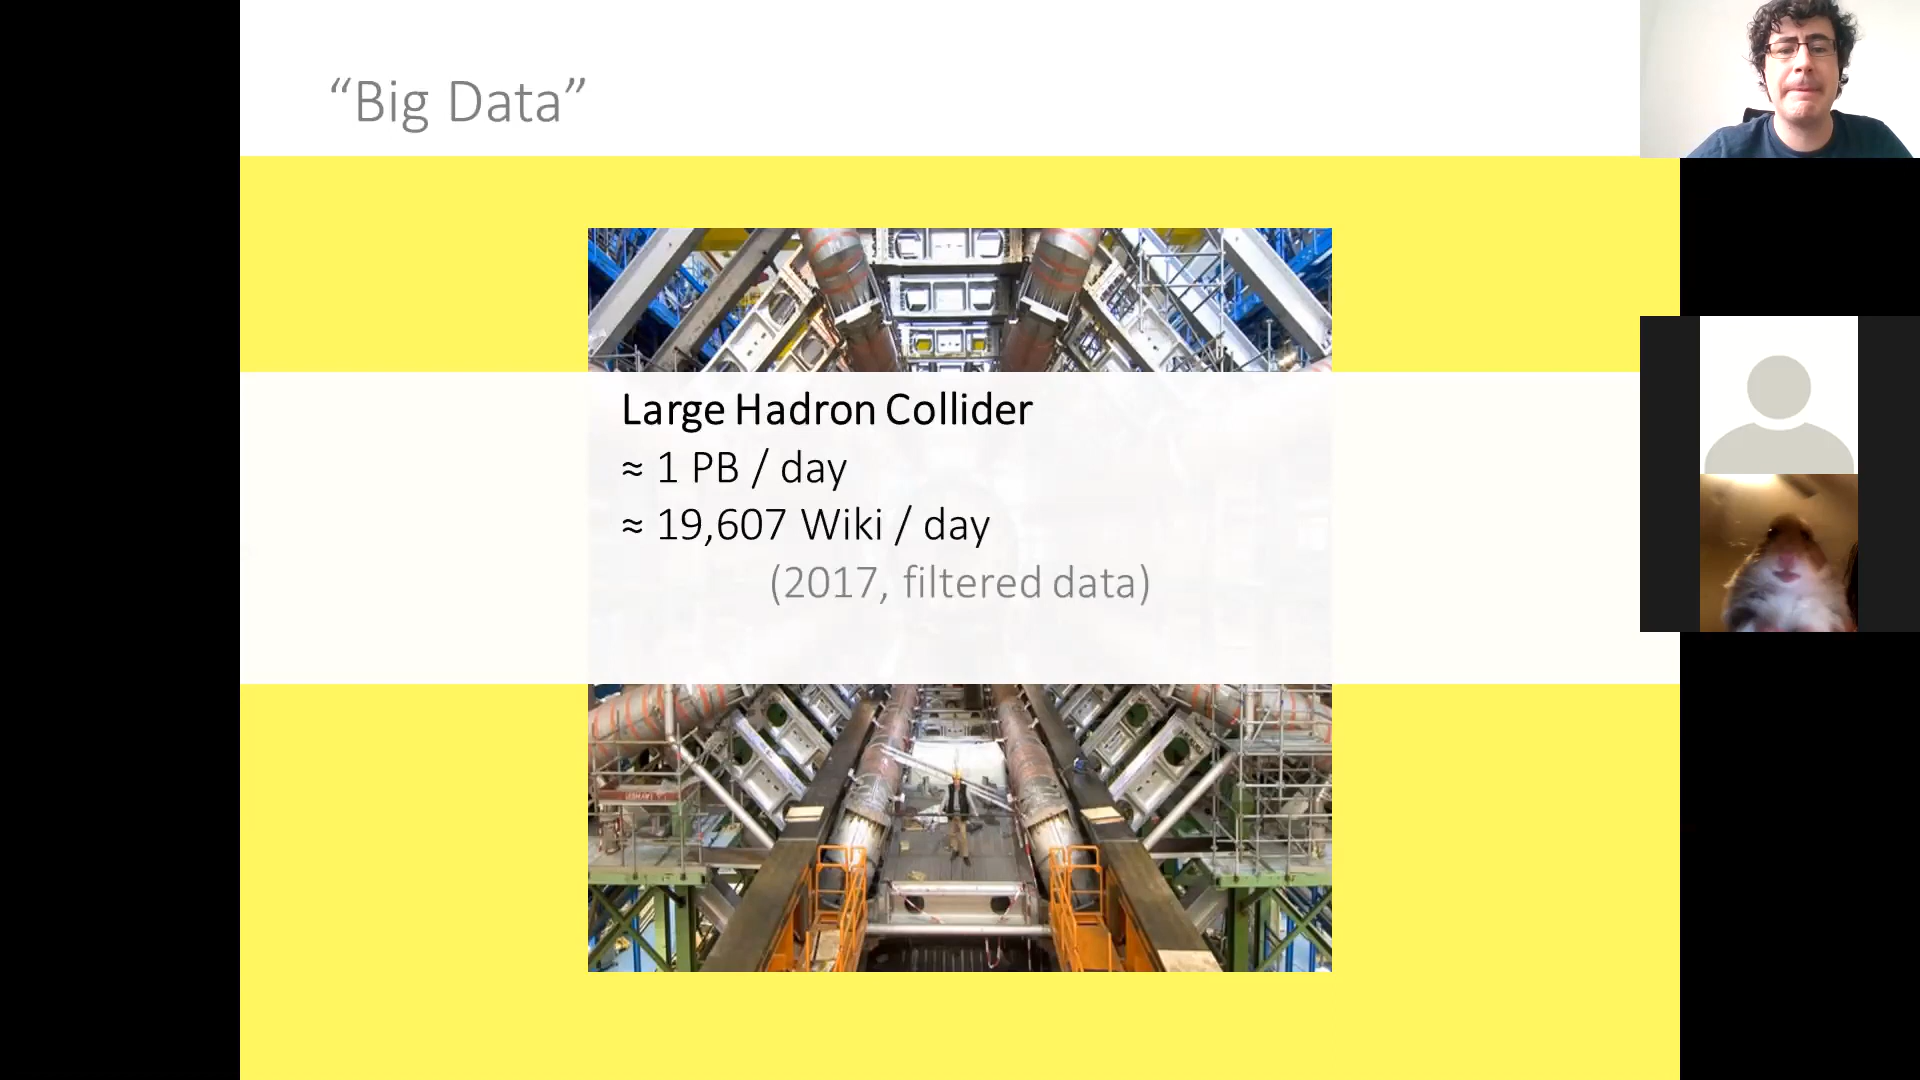 “Big Data”
Large Hadron Collider
≈ 1 PB / day
≈ 19,607 Wiki / day
(2017, filtered data)